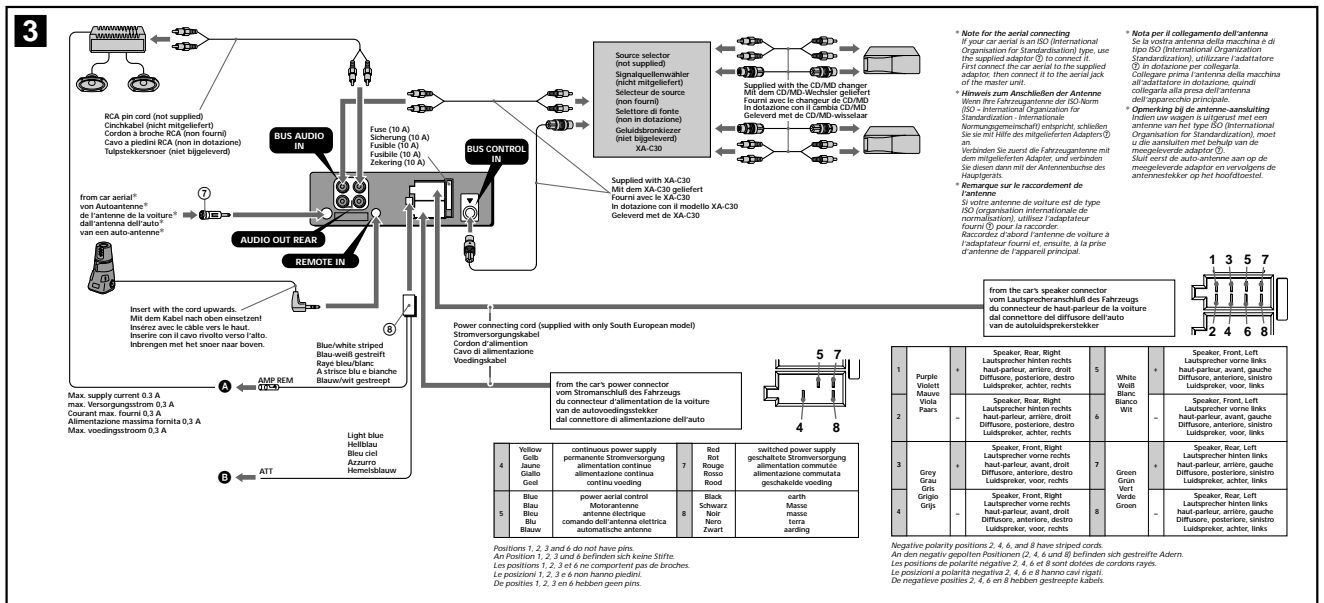 3
RCA pin cord (not supplied)
Cinchkabel (nicht mitgeliefert)
Cordon à broche RCA (non fourni)
Cavo a piedini RCA (non in dotazione)
Tulpstekkersnoer (niet bijgeleverd)
BUS AUDIO
IN
Fuse (10 A)
Sicherung (10 A)
Fusible (10 A)
Fusibile (10 A)
Zekering (10 A)
BUS CONTROL
IN
Source selector
(not supplied)
Signalquellenwähler
(nicht mitgeliefert)
Sélecteur de source
(non fourni)
Selettore di fonte
(non in dotazione)
Geluidsbronkiezer
(niet bijgeleverd)
XA-C30
Supplied with the CD/MD changer
Mit dem CD/MD-Wechsler geliefert
Fourni avec le changeur de CD/MD
In dotazione con il cambia CD/MD
Geleverd met de CD/MD-wisselaar
Supplied with XA-C30
Mit dem XA-C30 geliefert
Fourni avec le XA-C30
In dotazione con il modello XA-C30
Geleverd met de XA-C30
from car aerial*
von Autoantenne*
de l'antenne de la voiture*
dall'antenna dell'auto*
van een auto-antenne*
7
AUDIO OUT REAR
REMOTE IN
Insert with the cord upwards.
Mit dem Kabel nach oben einsetzen!
Insérez avec le câble vers le haut.
Inserire con il cavo rivolto verso l'alto.
Inbrengen met het snoer naar boven.
8
Blue/white striped
Blau-weiß gestreift
Rayé bleu/blanc
A strisce blu e bianche
Blauw/wit gestreept
A
AMP REM
Max. supply current 0.3 A
max. Versorgungsstrom 0,3 A
Courant max. fourni 0,3 A
Alimentazione massima fornita 0,3 A
Max. voedingsstroom 0,3 A
Light blue
Hellblau
Bleu ciel
Azzurro
Hemelsblauw
B
ATT
Power connecting cord (supplied with only South European model)
Stromversorgungskabel
Cordon d'alimention
Cavo di alimentazione
Voedingskabel
from the car's power connector
vom Stromanschluß des Fahrzeugs
du connecteur d'alimentation de la voiture
van de autovoedingsstekker
dal connettore di alimentazione dell'auto
5 7
4 8
4
Yellow
Gelb
Jaune
Giallo
Geel
continuous power supply
permanente Stromversorgung
alimentation continue
alimentazione continua
continu voeding
7
Red
Rot
Rouge
Rosso
Rood
switched power supply
geschaltete Stromversorgung
alimentation commutée
alimentazione commutata
geschakelde voeding
5
Blue
Blau
Bleu
Blu
Blauw
power aerial control
Motorantenne
antenne électrique
comando dell'antenna elettrica
automatische antenne
8
Black
Schwarz
Noir
Nero
Zwart
earth
Masse
masse
terra
aarding
Positions 1, 2, 3 and 6 do not have pins.
An Position 1, 2, 3 und 6 befinden sich keine Stifte.
Les positions 1, 2, 3 et 6 ne comportent pas de broches.
Le posizioni 1, 2, 3 e 6 non hanno piedini.
De posities 1, 2, 3 en 6 hebben geen pins.
* Note for the aerial connecting
If your car aerial is an ISO (International
Organisation for Standardisation) type, use
the supplied adaptor 7 to connect it.
First connect the car aerial to the supplied
adaptor, then connect it to the aerial jack
of the master unit.
* Hinweis zum Anschließen der Antenne
Wenn Ihre Fahrzeugantenne der ISO-Norm
(ISO = International Organization for
Standardization - Internationale
Normungsgemeinschaft) entspricht, schließen
Sie sie mit Hilfe des mitgelieferten Adapters 7
an.
Verbinden Sie zuerst die Fahrzeugantenne mit
dem mitgelieferten Adapter, und verbinden
Sie diesen dann mit der Antennenbuchse des
Hauptgeräts.
* Remarque sur le raccordement de
l'antenne
Si votre antenne de voiture est de type
ISO (organisation internationale de
normalisation), utilisez l'adaptateur
fourni 7 pour la raccorder.
Raccordez d'abord l'antenne de voiture à
l'adaptateur fourni et, ensuite, à la prise
d'antenne de l'appareil principal.
* Nota per il collegamento dell'antenna
Se la vostra antenna della macchina è di
tipo ISO (International Organization
Standardization), utilizzare l'adattatore
7 in dotazione per collegarla.
Collegare prima l'antenna della macchina
all'adattatore in dotazione, quindi
collegarla alla presa dell'antenna
dell'apparecchio principale.
* Opmerking bij de antenne-aansluiting
Indien uw wagen is uitgerust met een
antenne van het type ISO (International
Organisation for Standardization), moet
u die aansluiten met behulp van de
meegeleverde adaptor 7.
Sluit eerst de auto-antenne aan op de
meegeleverde adaptor en vervolgens de
antennestekker op het hoofdtoestel.
from the car's speaker connector
vom Lautsprecheranschluß des Fahrzeugs
du connecteur de haut-parleur de la voiture
dal connettore del diffusore dell'auto
van de autoluidsprekerstekker
1 3 5 7
2 4 6 8
1
Purple
Violett
Mauve
Viola
Paars
+
Speaker, Rear, Right
Lautsprecher hinten rechts
haut-parleur, arrière, droit
Diffusore, posteriore, destro
Luidspreker, achter, rechts
5
White
Weiß
Blanc
Bianco
Wit
+
Speaker, Front, Left
Lautsprecher vorne links
haut-parleur, avant, gauche
Diffusore, anteriore, sinistro
Luidspreker, voor, links
2
–
Speaker, Rear, Right
Lautsprecher hinten rechts
haut-parleur, arrière, droit
Diffusore, posteriore, destro
Luidspreker, achter, rechts
6
–
Speaker, Front, Left
Lautsprecher vorne links
haut-parleur, avant, gauche
Diffusore, anteriore, sinistro
Luidspreker, voor, links
3
Grey
Grau
Gris
Grigio
Grijs
+
Speaker, Front, Right
Lautsprecher vorne rechts
haut-parleur, avant, droit
Diffusore, anteriore, destro
Luidspreker, voor, rechts
7
Green
Grün
Vert
Verde
Groen
+
Speaker, Rear, Left
Lautsprecher hinten links
haut-parleur, arrière, gauche
Diffusore, posteriore, sinistro
Luidspreker, achter, links
4
–
Speaker, Front, Right
Lautsprecher vorne rechts
haut-parleur, avant, droit
Diffusore, anteriore, destro
Luidspreker, voor, rechts
8
–
Speaker, Rear, Left
Lautsprecher hinten links
haut-parleur, arrière, gauche
Diffusore, posteriore, sinistro
Luidspreker, achter, links
Negative polarity positions 2, 4, 6, and 8 have striped cords.
An den negativ gepolten Positionen (2, 4, 6 und 8) befinden sich gestreifte Adern.
Les positions de polarité négative 2, 4, 6 et 8 sont dotées de cordons rayés.
Le posizioni a polarità negativa 2, 4, 6 e 8 hanno cavi rigati.
De negatieve posities 2, 4, 6 en 8 hebben gestreepte kabels.